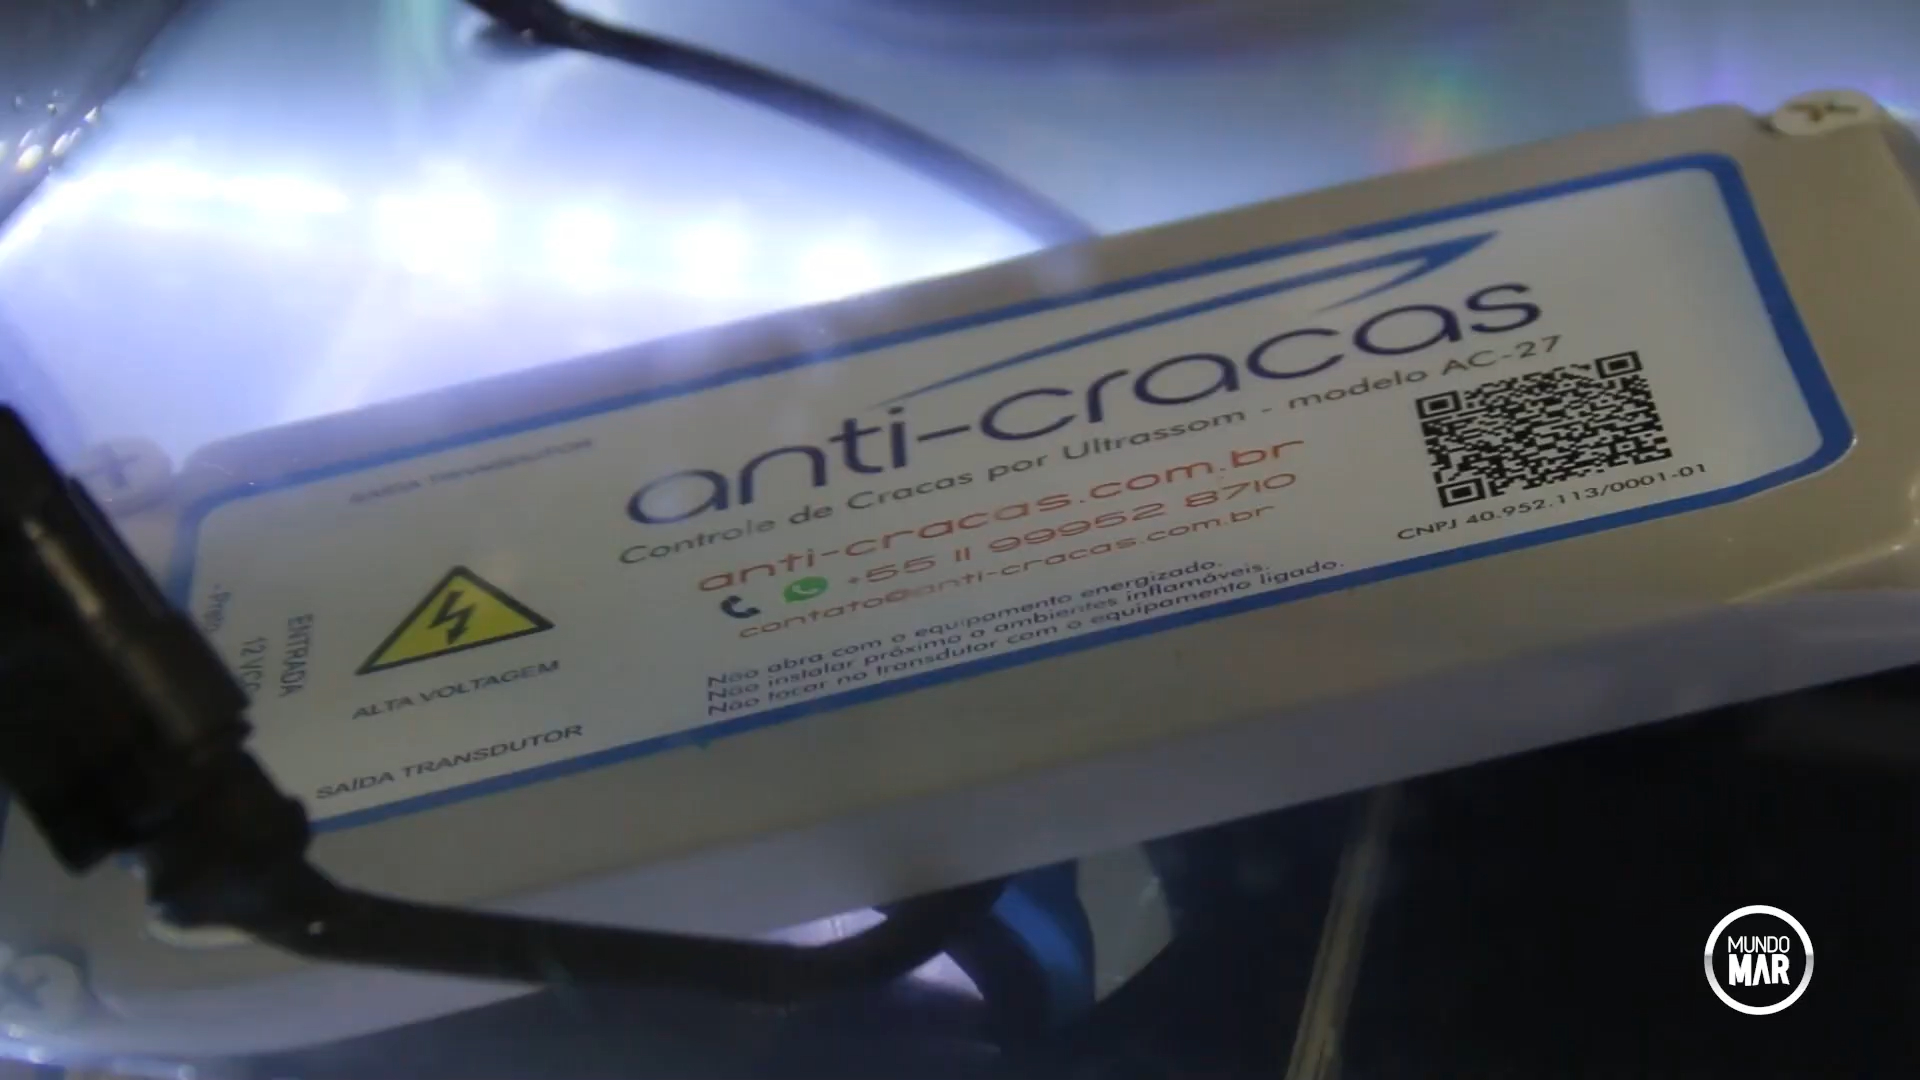 SAÍDA TRANSDUTOR
anti-cracas
Controle de Cracas por Ultrassom - modelo AC-27
anti-cracas.com.br
+55 11 99952 8710
contato@anti-cracas.com.br
CNPJ 40.952.113/0001-01
Não abra com o equipamento energizado.
Não instalar próximo a ambientes inflamáveis.
Não tocar no transdutor com o equipamento ligado.
ENTRADA
ALTA VOLTAGEM
SAÍDA TRANSDUTOR
MUNDO
MAR